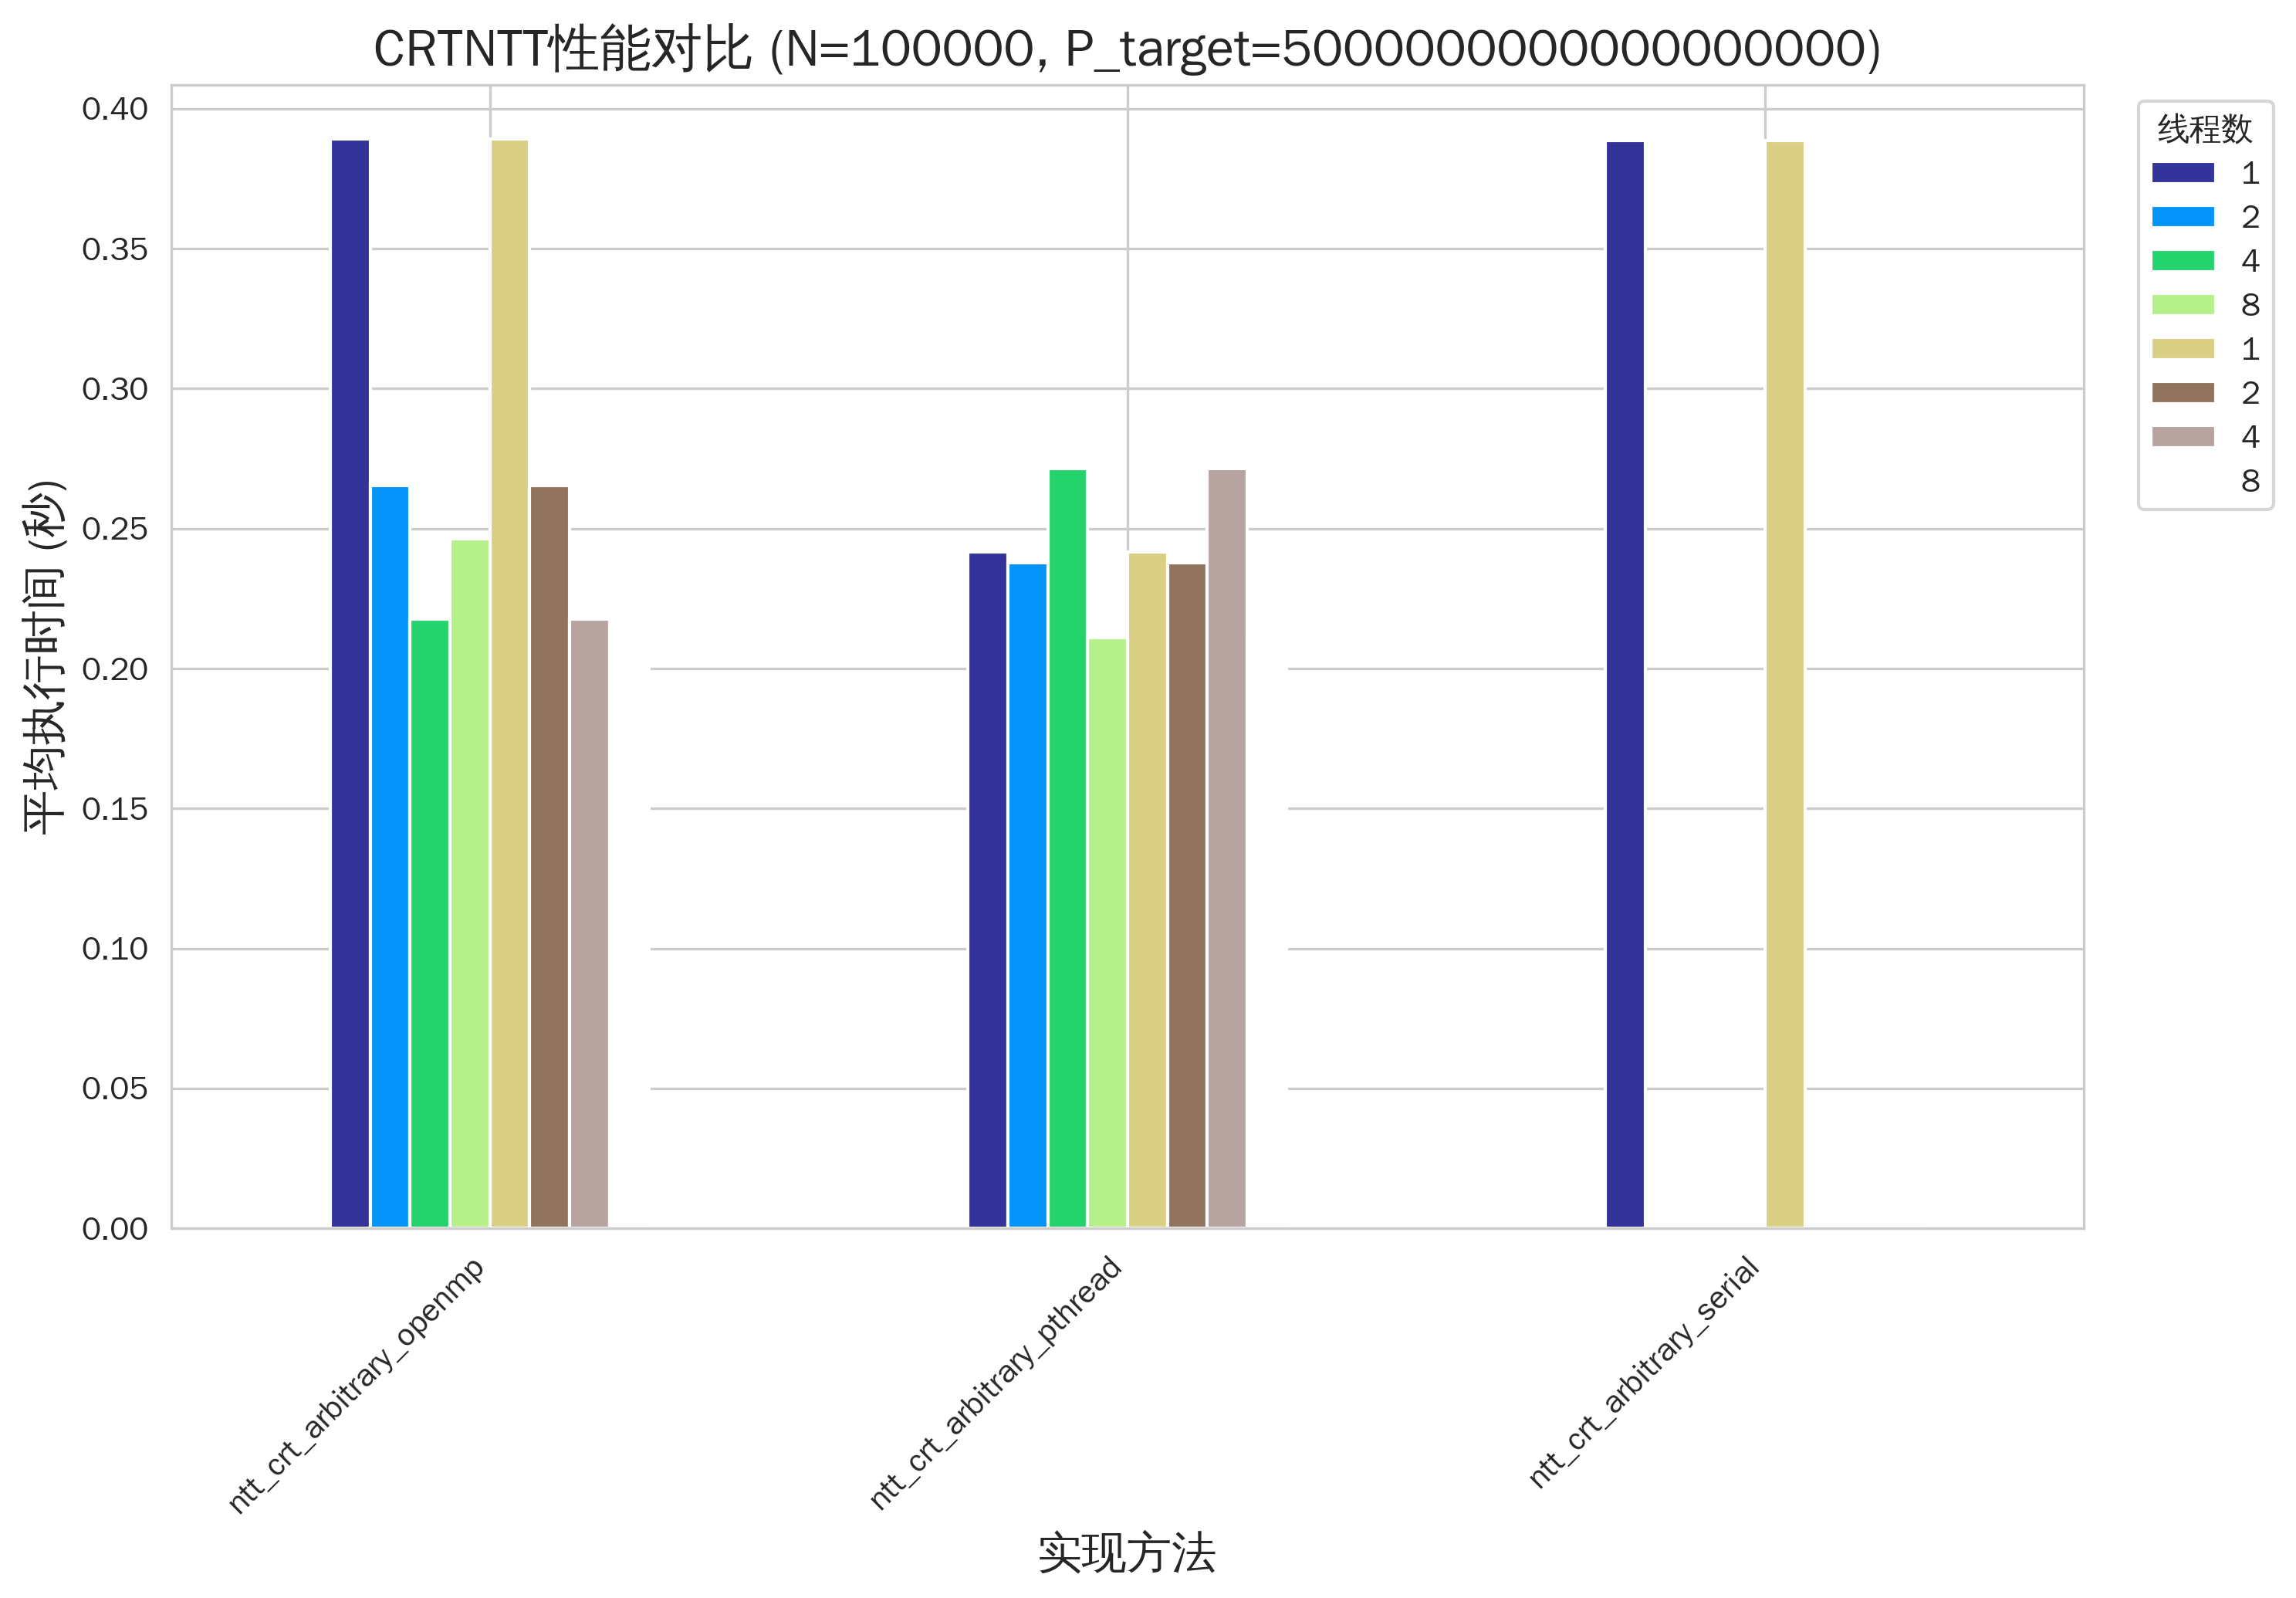 CRTNTT性能对比 (N=100000, P_target=5000000000000000000)
0.40
0.35
0.30
0.25
0.20
0.15
0.10
0.05
0.00
平均执行时间 (秒)
ntt_crt_arbitrary_openmp
ntt_crt_arbitrary_pthread
ntt_crt_arbitrary_serial
实现方法
线程数
1
2
4
8
1
2
4
8